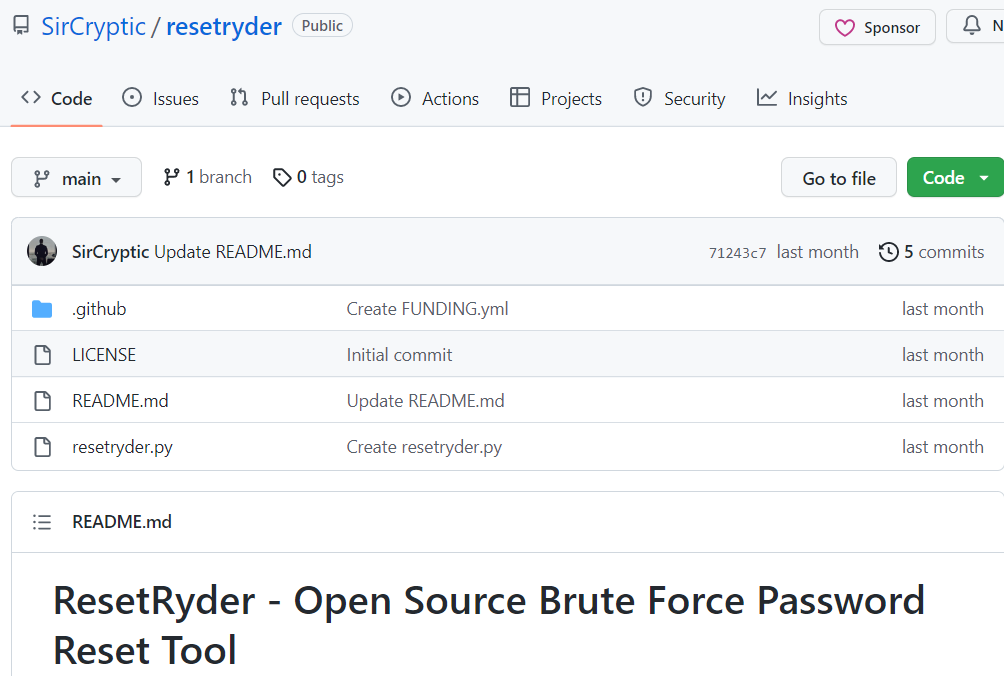 SirCryptic / resetryder Public Sponsor N
Code Issues Pull requests Actions Projects Security Insights
main 1 branch 0 tags Go to file Code
SirCryptic Update README.md 71243c7 last month 5 commits
.github Create FUNDING.yml last month
LICENSE Initial commit last month
README.md Update README.md last month
resetryder.py Create resetryder.py last month
README.md
ResetRyder - Open Source Brute Force Password
Reset Tool